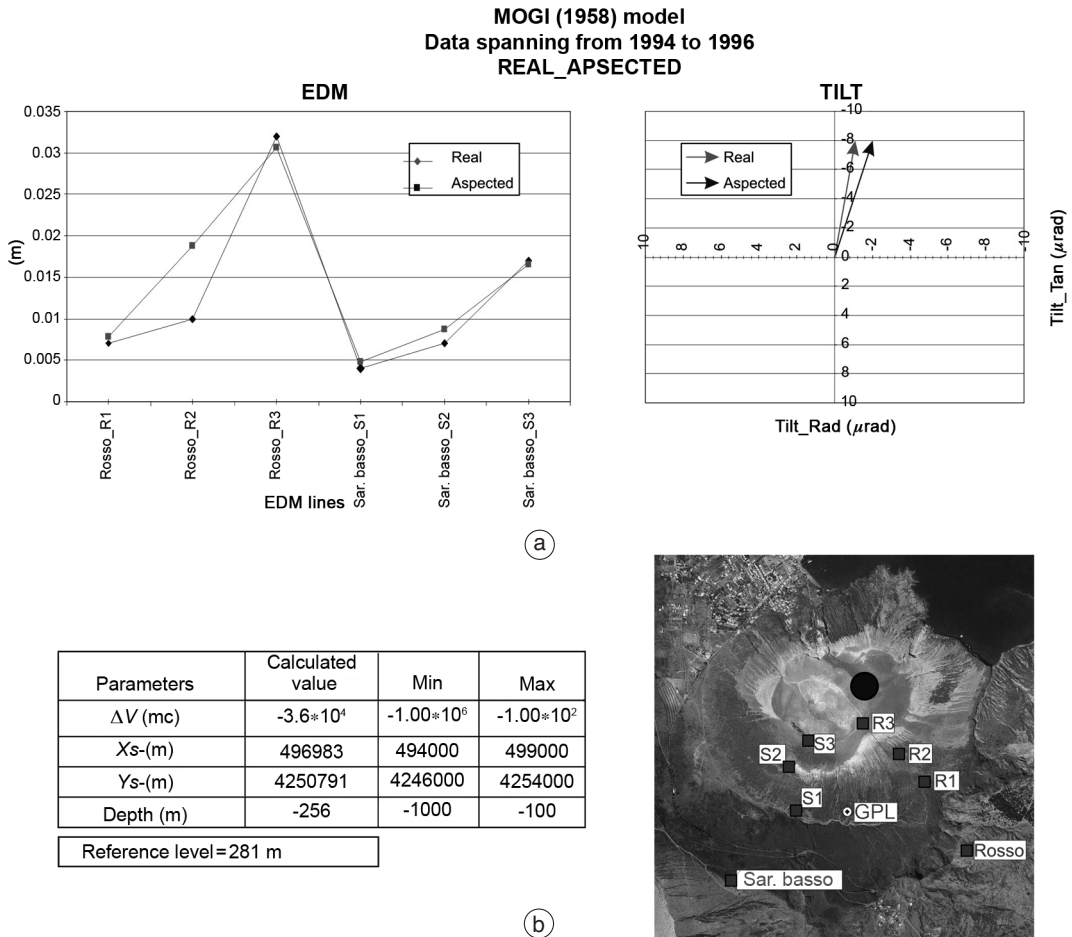 MOGI (1958) model
Data spanning from 1994 to 1996
REAL_APSECTED
EDM
0.035
0.03
0.025
0.02
0.015
0.01
0.005
0
(m)
Real
Aspected
Rosso_R1
Rosso_R2
Rosso_R3
Sar. basso_S1
Sar. basso_S2
Sar. basso_S3
EDM lines
TILT
-10
-8
-6
-4
-2
0
2
4
6
8
10
10
8
6
4
2
0
-2
-4
-6
-8
-10
Real
Aspected
Tilt_Tan (μrad)
Tilt_Rad (μrad)
a
Parameters Calculated value Min Max
ΔV (mc) -3.6*10⁴ -1.00*10⁶ -1.00*10²
Xs-(m) 496983 494000 499000
Ys-(m) 4250791 4246000 4254000
Depth (m) -256 -1000 -100
Reference level=281 m
R3
S3
R2
S2
R1
S1
GPL
Rosso
Sar. basso
b